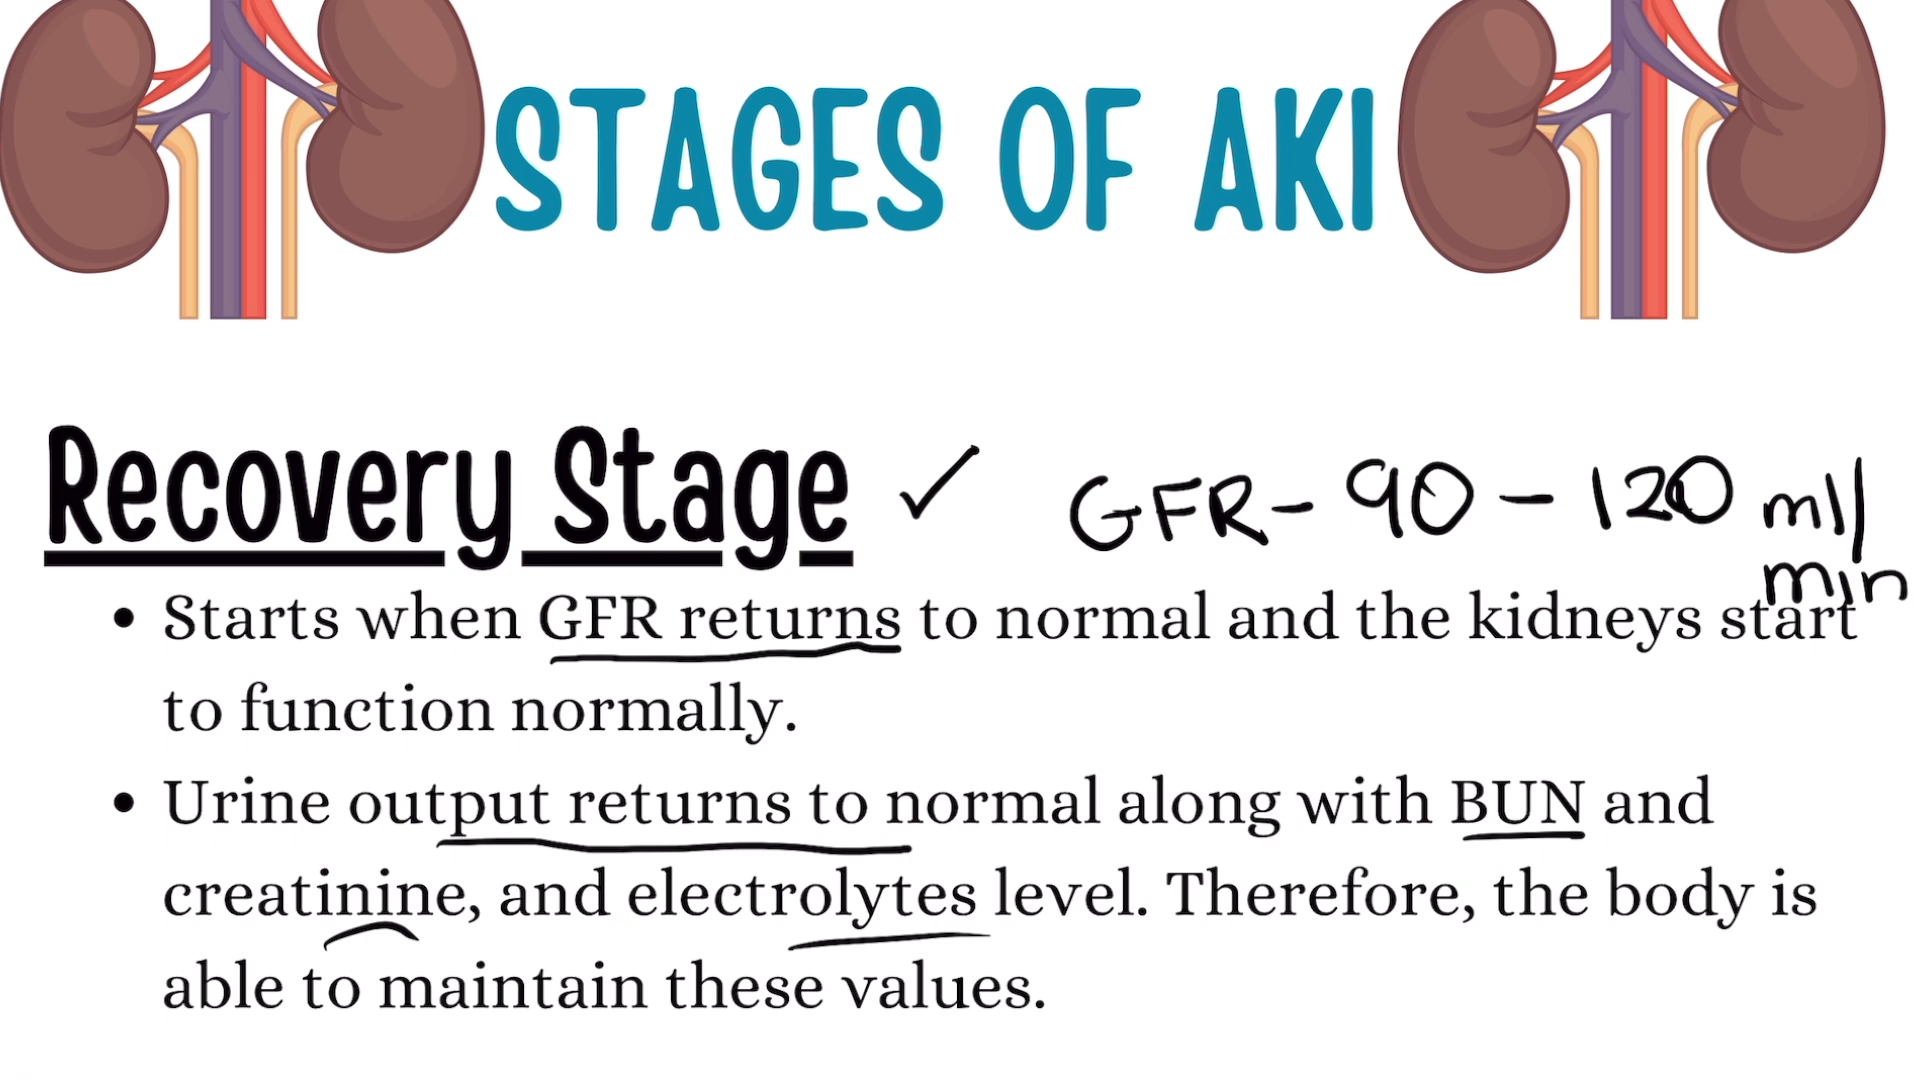 STAGES OF AKI
Recovery Stage ✓ GFR - 90 - 120 ml/
min
• Starts when GFR returns to normal and the kidneys start
to function normally.
• Urine output returns to normal along with BUN and
creatinine, and electrolytes level. Therefore, the body is
able to maintain these values.